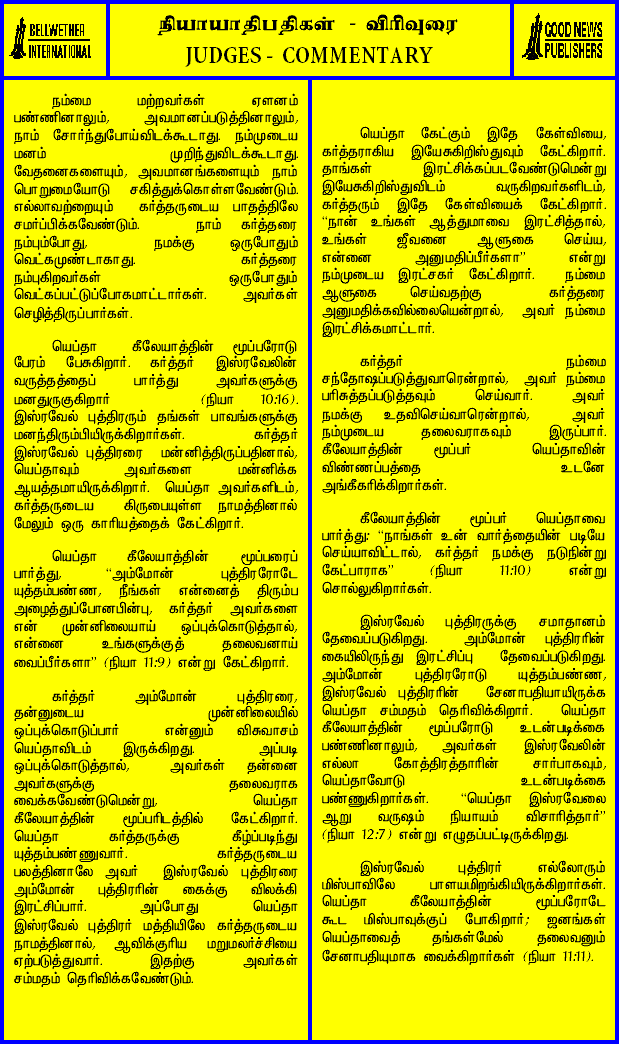 BELLWETHER
INTERNATIONAL
நியாயாதிபதிகள் - விரிவுரை
JUDGES - COMMENTARY
GOOD NEWS
PUBLISHERS
நம்மை மற்றவர்கள் ஏளனம்
பண்ணினாலும், அவமானப்படுத்தினாலும்,
நாம் சோர்ந்துபோய்விடக்கூடாது. நம்முடைய
மனம் முறிந்துவிடக்கூடாது.
வேதனைகளையும், அவமானங்களையும் நாம்
பொறுமையோடு சகித்துக்கொள்ளவேண்டும்.
எல்லாவற்றையும் கர்த்தருடைய பாதத்திலே
சமர்ப்பிக்கவேண்டும். நாம் கர்த்தரை
நம்பும்போது, நமக்கு ஒருபோதும்
வெட்கமுண்டாகாது. கர்த்தரை
நம்புகிறவர்கள் ஒருபோதும்
வெட்கப்பட்டுப்போகமாட்டார்கள். அவர்கள்
செழித்திருப்பார்கள்.
யெப்தா கீலேயாத்தின் மூப்பரோடு
பேரம் பேசுகிறார். கர்த்தர் இஸ்ரவேலின்
வருத்தத்தைப் பார்த்து அவர்களுக்கு
மனதுருகுகிறார் (நியா 10:16).
இஸ்ரவேல் புத்திரரும் தங்கள் பாவங்களுக்கு
மனந்திரும்பியிருக்கிறார்கள். கர்த்தர்
இஸ்ரவேல் புத்திரரை மன்னித்திருப்பதினால்,
யெப்தாவும் அவர்களை மன்னிக்க
ஆயத்தமாயிருக்கிறார். யெப்தா அவர்களிடம்,
கர்த்தருடைய கிருபையுள்ள நாமத்தினால்
மேலும் ஒரு காரியத்தைக் கேட்கிறார்.
யெப்தா கீலேயாத்தின் மூப்பரைப்
பார்த்து, "அம்மோன் புத்திரரோடே
யுத்தம்பண்ண, நீங்கள் என்னைத் திரும்ப
அழைத்துப்போனபின்பு, கர்த்தர் அவர்களை
என் முன்னிலையாய் ஒப்புக்கொடுத்தால்,
என்னை உங்களுக்குத் தலைவனாய்
வைப்பீர்களா" (நியா 11:9) என்று கேட்கிறார்.
கர்த்தர் அம்மோன் புத்திரரை,
தன்னுடைய முன்னிலையில்
ஒப்புக்கொடுப்பார் என்னும் விசுவாசம்
யெப்தாவிடம் இருக்கிறது. அப்படி
ஒப்புக்கொடுத்தால், அவர்கள் தன்னை
அவர்களுக்கு தலைவராக
வைக்கவேண்டுமென்று, யெப்தா
கீலேயாத்தின் மூப்பரிடத்தில் கேட்கிறார்.
யெப்தா கர்த்தருக்கு கீழ்ப்படிந்து
யுத்தம்பண்ணுவார். கர்த்தருடைய
பலத்தினாலே அவர் இஸ்ரவேல் புத்திரரை
அம்மோன் புத்திரரின் கைக்கு விலக்கி
இரட்சிப்பார். அப்போது யெப்தா
இஸ்ரவேல் புத்திரர் மத்தியிலே கர்த்தருடைய
நாமத்தினால், ஆவிக்குரிய மறுமலர்ச்சியை
ஏற்படுத்துவார். இதற்கு அவர்கள்
சம்மதம் தெரிவிக்கவேண்டும்.
யெப்தா கேட்கும் இதே கேள்வியை,
கர்த்தராகிய இயேசுகிறிஸ்துவும் கேட்கிறார்.
தாங்கள் இரட்சிக்கப்படவேண்டுமென்று
இயேசுகிறிஸ்துவிடம் வருகிறவர்களிடம்,
கர்த்தரும் இதே கேள்வியைக் கேட்கிறார்.
"நான் உங்கள் ஆத்துமாவை இரட்சித்தால்,
உங்கள் ஜீவனை ஆளுகை செய்ய,
என்னை அனுமதிப்பீர்களா" என்று
நம்முடைய இரட்சகர் கேட்கிறார். நம்மை
ஆளுகை செய்வதற்கு கர்த்தரை
அனுமதிக்கவில்லையென்றால், அவர் நம்மை
இரட்சிக்கமாட்டார்.
கர்த்தர் நம்மை
சந்தோஷப்படுத்துவாரென்றால், அவர் நம்மை
பரிசுத்தப்படுத்தவும் செய்வார். அவர்
நமக்கு உதவிசெய்வாரென்றால், அவர்
நம்முடைய தலைவராகவும் இருப்பார்.
கீலேயாத்தின் மூப்பர் யெப்தாவின்
விண்ணப்பத்தை உடனே
அங்கீகரிக்கிறார்கள்.
கீலேயாத்தின் மூப்பர் யெப்தாவை
பார்த்து: "நாங்கள் உன் வார்த்தையின் படியே
செய்யாவிட்டால், கர்த்தர் நமக்கு நடுநின்று
கேட்பாராக" (நியா 11:10) என்று
சொல்லுகிறார்கள்.
இஸ்ரவேல் புத்திரருக்கு சமாதானம்
தேவைப்படுகிறது. அம்மோன் புத்திரரின்
கையிலிருந்து இரட்சிப்பு தேவைப்படுகிறது.
அம்மோன் புத்திரரோடு யுத்தம்பண்ண,
இஸ்ரவேல் புத்திரரின் சேனாபதியாயிருக்க
யெப்தா சம்மதம் தெரிவிக்கிறார். யெப்தா
கீலேயாத்தின் மூப்பரோடு உடன்படிக்கை
பண்ணினாலும், அவர்கள் இஸ்ரவேலின்
எல்லா கோத்திரத்தாரின் சார்பாகவும்,
யெப்தாவோடு உடன்படிக்கை
பண்ணுகிறார்கள். "யெப்தா இஸ்ரவேலை
ஆறு வருஷம் நியாயம் விசாரித்தார்"
(நியா 12:7) என்று எழுதப்பட்டிருக்கிறது.
இஸ்ரவேல் புத்திரர் எல்லோரும்
மிஸ்பாவிலே பாளயமிறங்கியிருக்கிறார்கள்.
யெப்தா கீலேயாத்தின் மூப்பரோடே
கூட மிஸ்பாவுக்குப் போகிறார்; ஜனங்கள்
யெப்தாவைத் தங்கள்மேல் தலைவனும்
சேனாபதியுமாக வைக்கிறார்கள் (நியா 11:11).